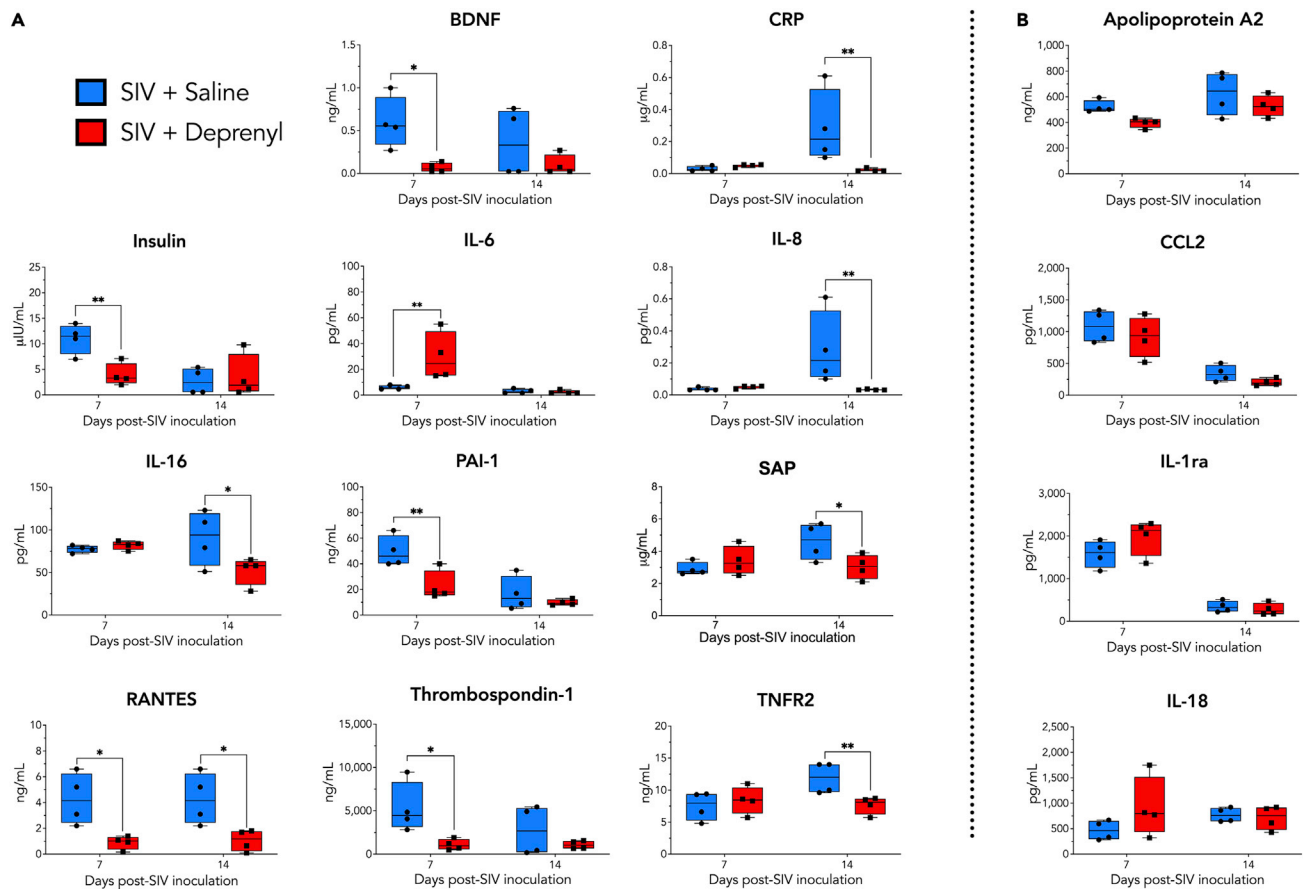 A
SIV + Saline
SIV + Deprenyl
BDNF
ng/mL
1.5
1.0
0.5
0.0
*
7
14
Days post-SIV inoculation
CRP
µg/mL
0.8
0.6
0.4
0.2
0.0
**
7
14
Days post-SIV inoculation
Insulin
µIU/mL
25
20
15
10
5
0
**
7
14
Days post-SIV inoculation
IL-6
pg/mL
100
80
60
40
20
0
**
7
14
Days post-SIV inoculation
IL-8
pg/mL
0.8
0.6
0.4
0.2
0.0
**
7
14
Days post-SIV inoculation
IL-16
pg/mL
150
100
50
0
*
7
14
Days post-SIV inoculation
PAI-1
ng/mL
100
80
60
40
20
0
**
7
14
Days post-SIV inoculation
SAP
µg/mL
8
6
4
2
0
*
7
14
Days post-SIV inoculation
RANTES
ng/mL
10
8
6
4
2
0
*
*
7
14
Days post-SIV inoculation
Thrombospondin-1
ng/mL
15,000
10,000
5,000
0
*
7
14
Days post-SIV inoculation
TNFR2
ng/mL
20
15
10
5
0
**
7
14
Days post-SIV inoculation
B
Apolipoprotein A2
ng/mL
1,000
800
600
400
200
0
7
14
Days post-SIV inoculation
CCL2
pg/mL
2,000
1,500
1,000
500
0
7
14
Days post-SIV inoculation
IL-1ra
pg/mL
3,000
2,000
1,000
0
7
14
Days post-SIV inoculation
IL-18
pg/mL
2,500
2,000
1,500
1,000
500
0
7
14
Days post-SIV inoculation